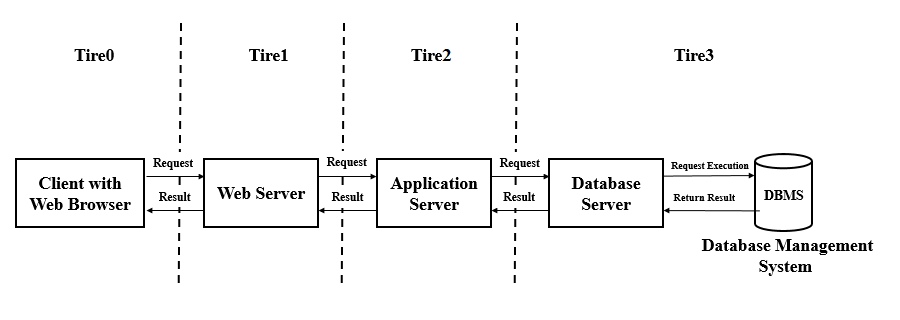 Tire0
Tire1
Tire2
Tire3
Client with
Web Browser
Request
Result
Web Server
Request
Result
Application
Server
Request
Result
Database
Server
Request Execution
Return Result
DBMS
Database Management
System